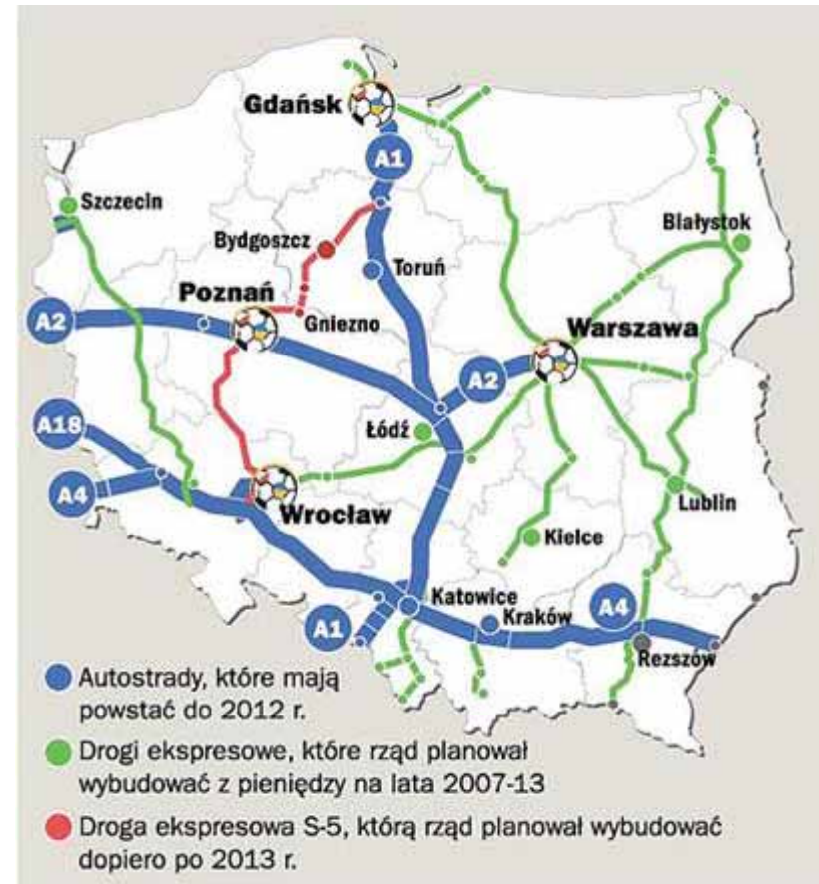 Gdańsk
A1
Szczecin
Białystok
Bydgoszcz
Toruń
Poznań
A2
Gniezno
Warszawa
A2
A18
Łódź
A4
Wrocław
Lublin
Kielce
Katowice
Kraków
A4
A1
Rezszów
Autostrady, które mają
powstać do 2012 r.
Drogi ekspresowe, które rząd planował
wybudować z pieniędzy na lata 2007-13
Droga ekspresowa S-5, którą rząd planował wybudować
dopiero po 2013 r.